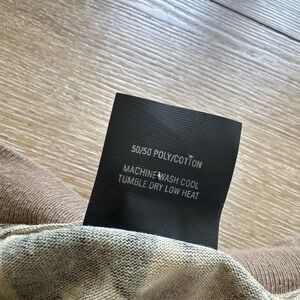 50/50 POLY/COTTON
MACHINE WASH COOL
TUMBLE DRY LOW HEAT